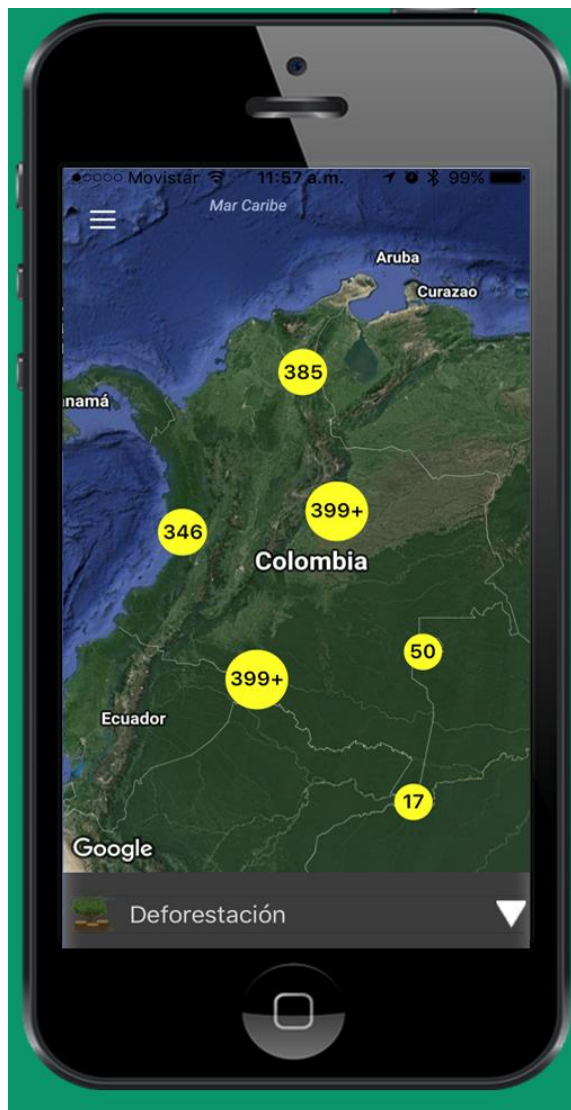 Movistar 11:57 a.m. 99%
Mar Caribe
Aruba
Curazao
385
namá
399+
346
Colombia
50
399+
Ecuador
17
Google
Deforestación